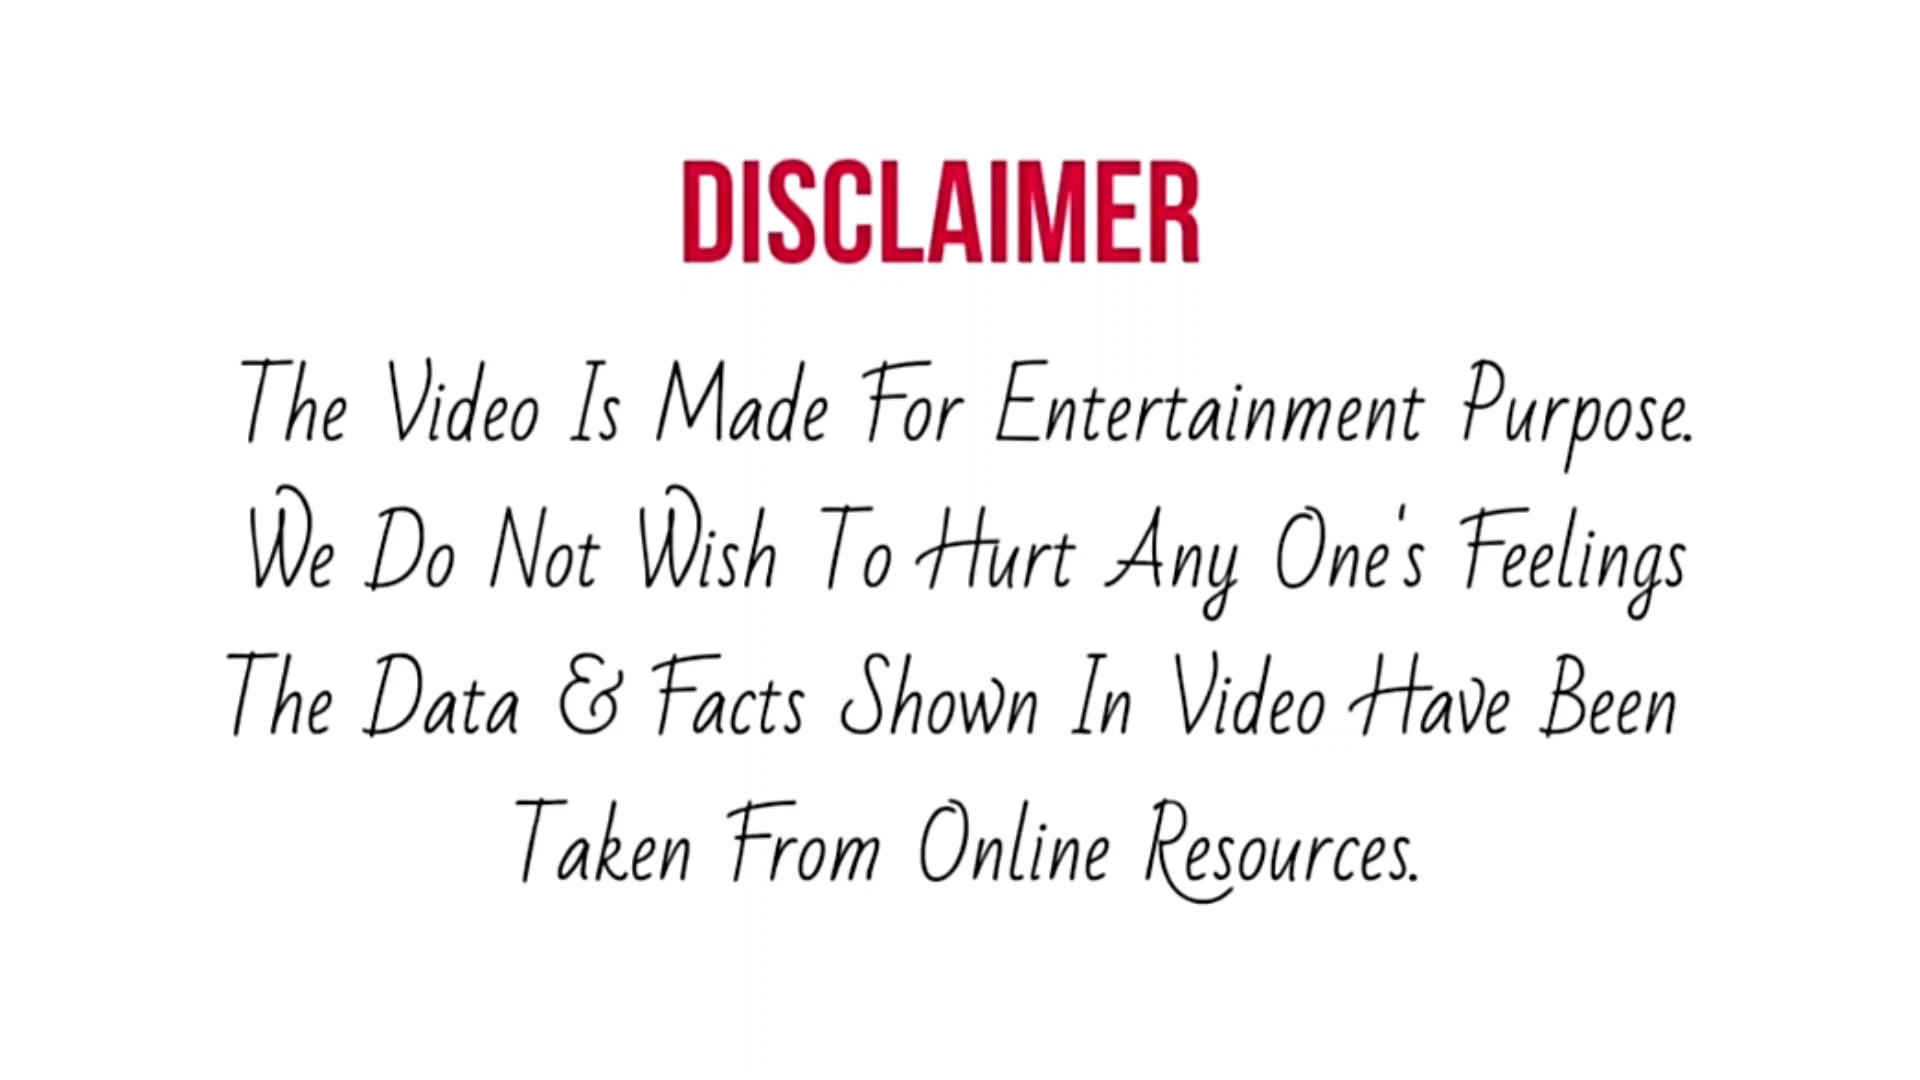 DISCLAIMER
The Video Is Made For Entertainment Purpose.
We Do Not Wish To Hurt Any One's Feelings
The Data & Facts Shown In Video Have Been
Taken From Online Resources.